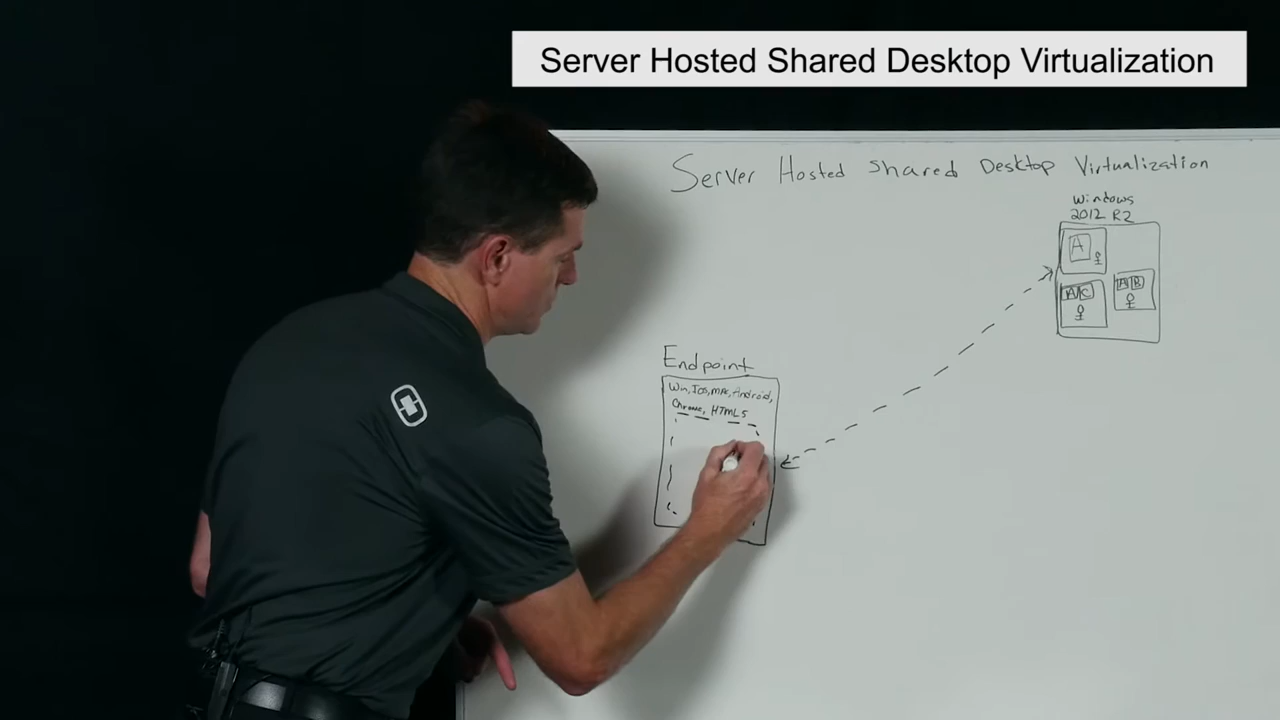 Server Hosted Shared Desktop Virtualization
Server Hosted Shared Desktop Virtualization
Windows
2012 R2
A
A C
A B
Endpoint
Win, IOS, MAC, Android,
Chrome, HTML5